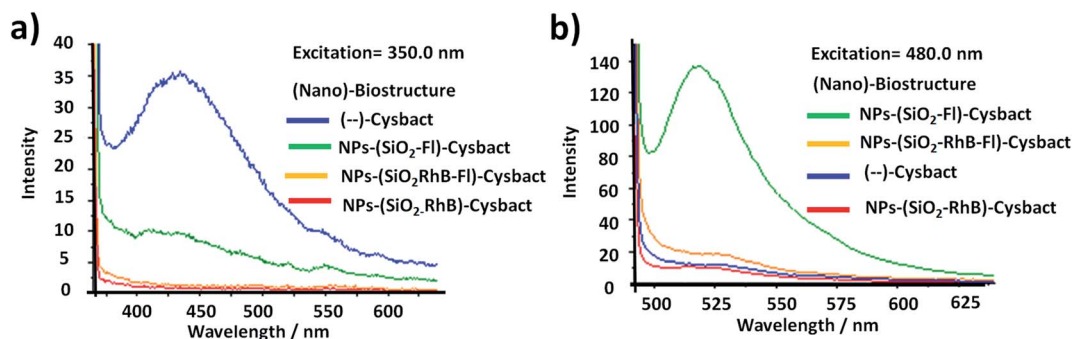 a)
40
35
30
25
20
15
10
5
0
Intensity
Excitation= 350.0 nm
(Nano)-Biostructure
(--)-Cysbact
NPs-(SiO₂-Fl)-Cysbact
NPs-(SiO₂RhB-Fl)-Cysbact
NPs-(SiO₂-RhB)-Cysbact
400 450 500 550 600
Wavelength / nm
b)
140
120
100
80
60
40
20
0
Intensity
Excitation= 480.0 nm
(Nano)-Biostructure
NPs-(SiO₂-Fl)-Cysbact
NPs-(SiO₂-RhB-Fl)-Cysbact
(--)-Cysbact
NPs-(SiO₂-RhB)-Cysbact
500 525 550 575 600 625
Wavelength / nm